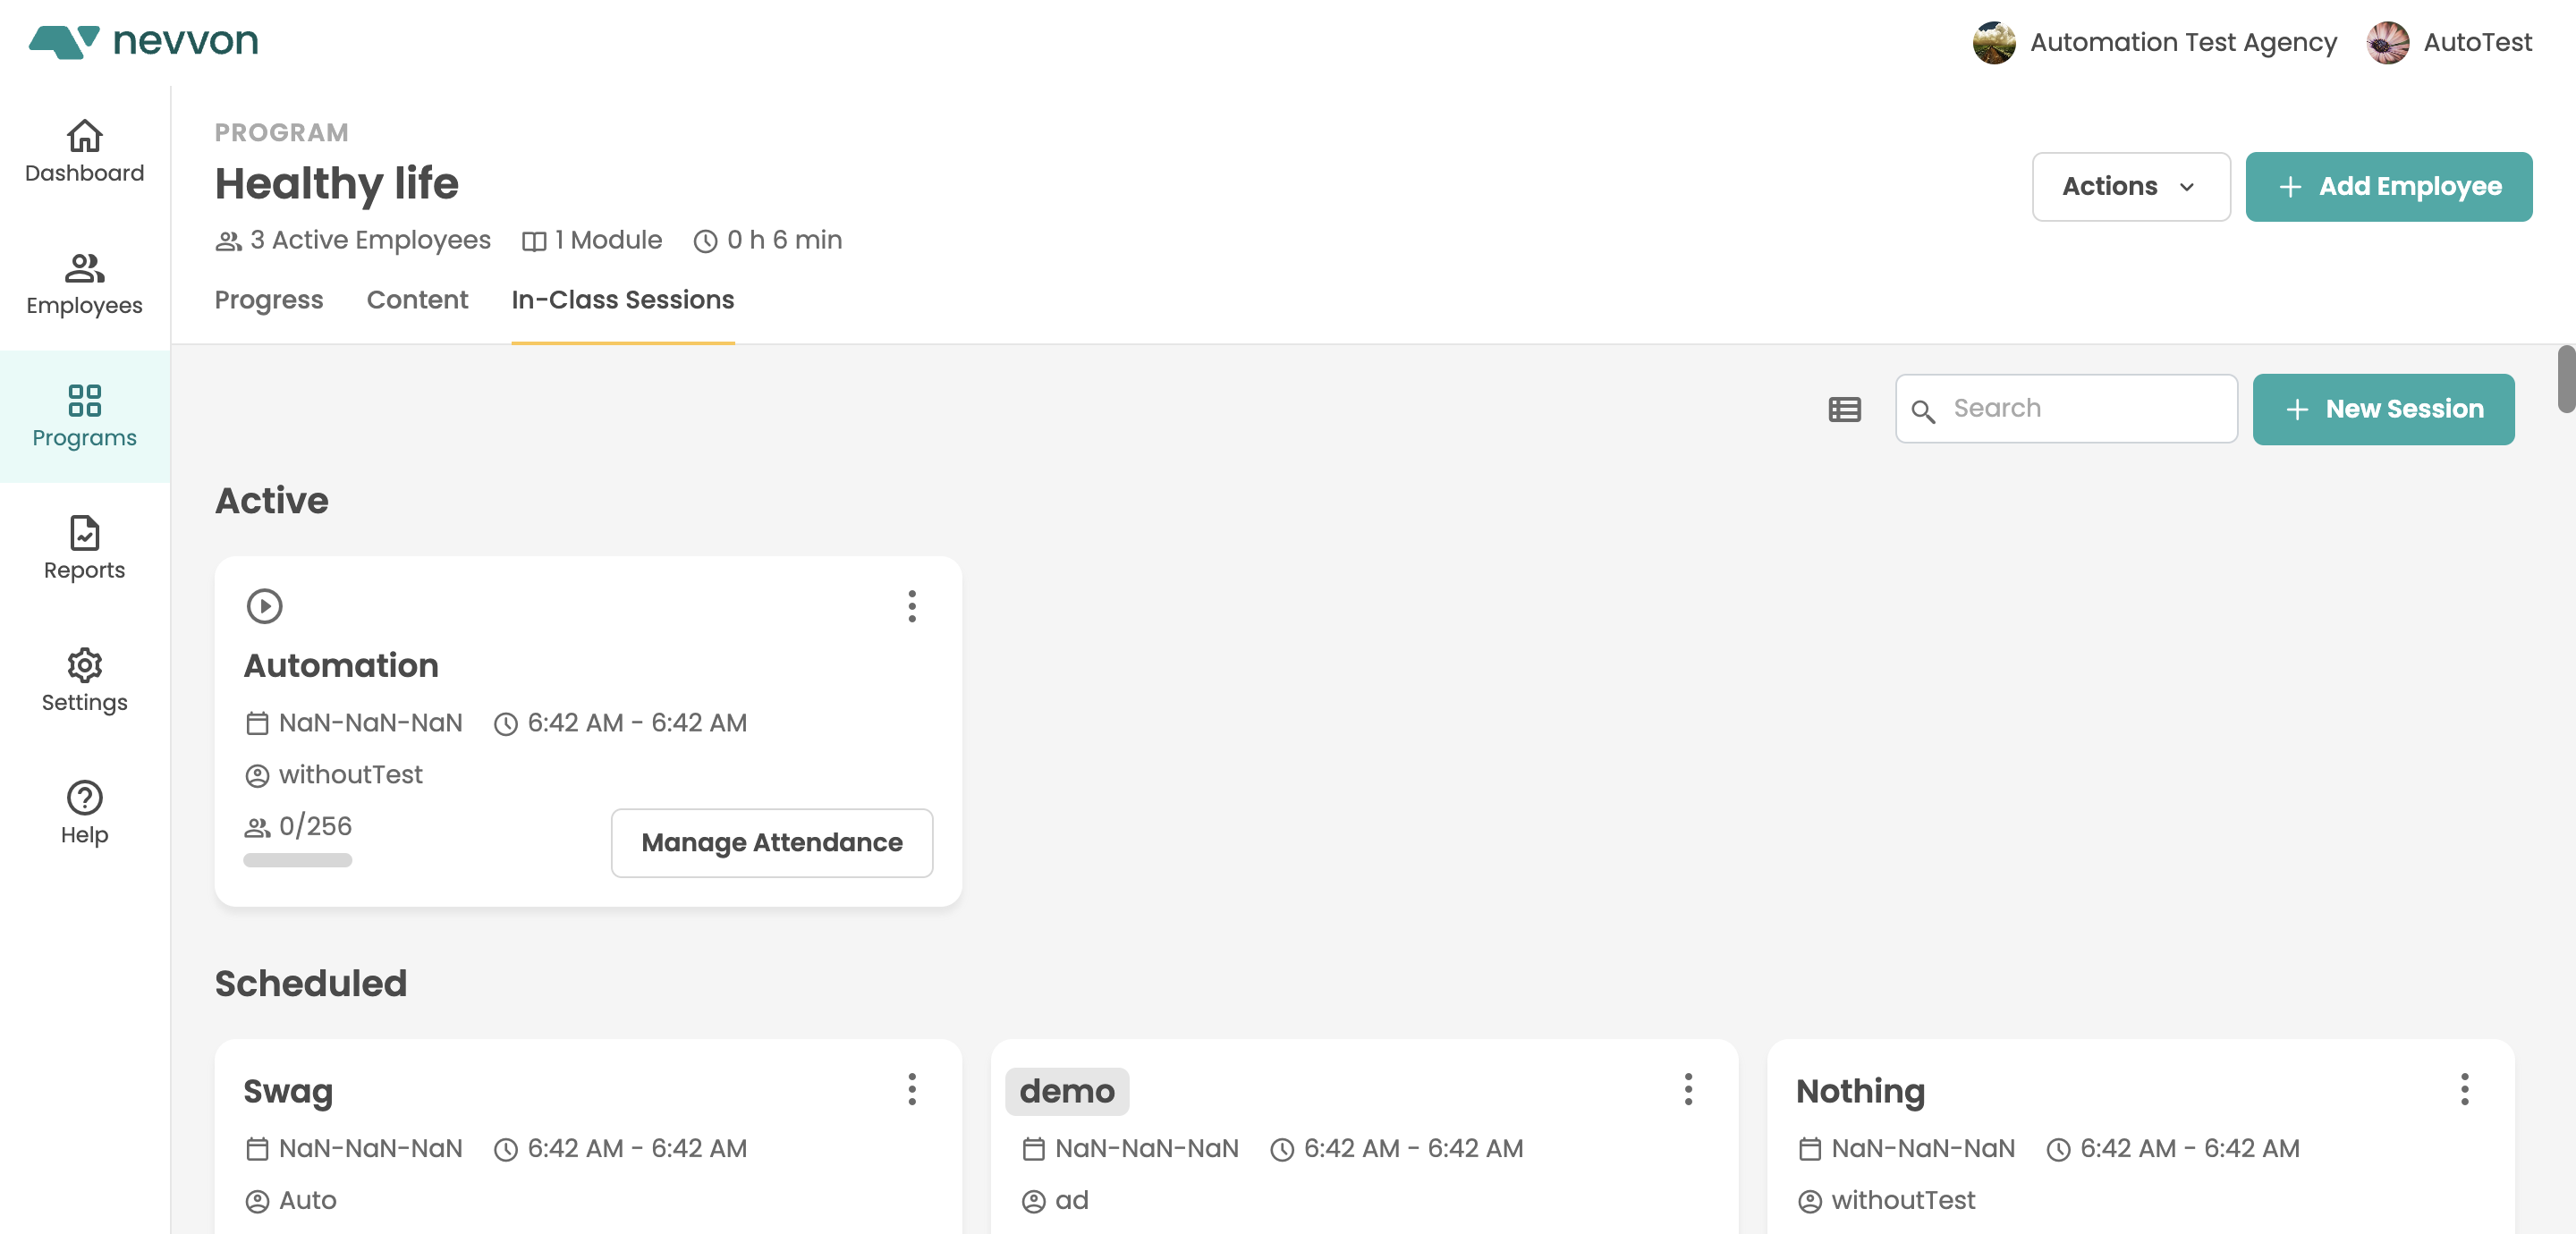 nevvon
Automation Test Agency
AutoTest
Dashboard
Employees
Programs
Reports
Settings
Help
PROGRAM
Healthy life
3 Active Employees
1 Module
0 h 6 min
Actions
Add Employee
Progress
Content
In-Class Sessions
Search
New Session
Active
Automation
NaN-NaN-NaN
6:42 AM - 6:42 AM
withoutTest
0/256
Manage Attendance
Scheduled
Swag
NaN-NaN-NaN
6:42 AM - 6:42 AM
Auto
demo
NaN-NaN-NaN
6:42 AM - 6:42 AM
ad
Nothing
NaN-NaN-NaN
6:42 AM - 6:42 AM
withoutTest